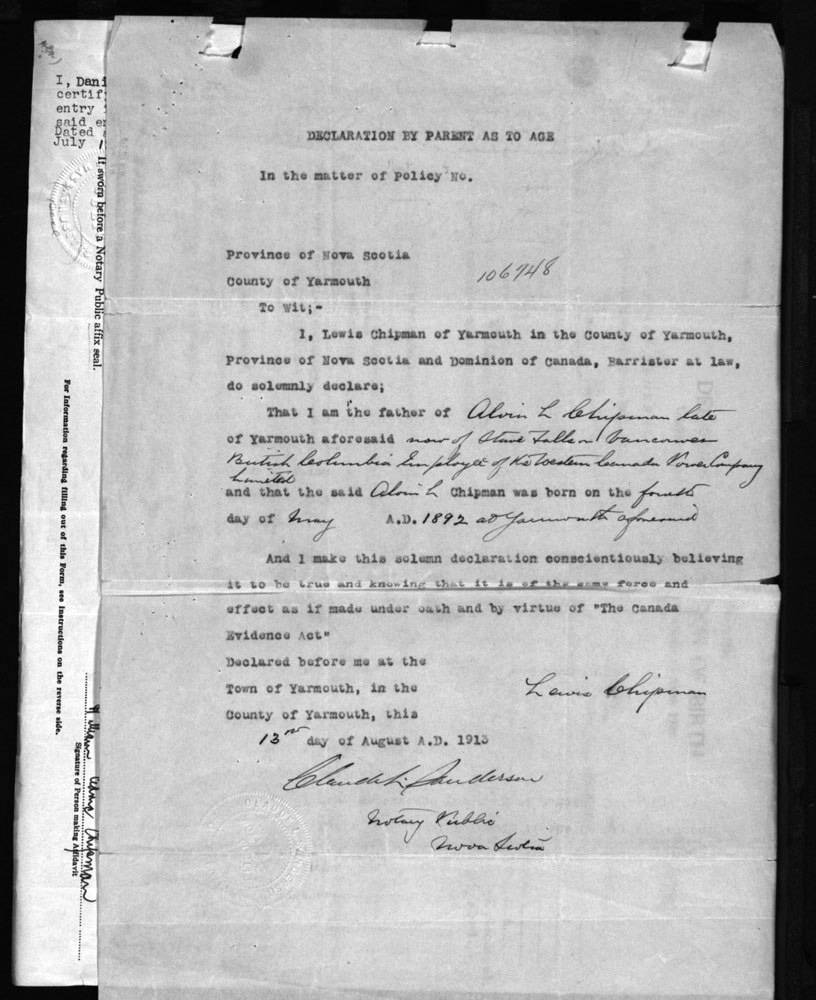 I, Dani
certif
entry
said en
Dated a
July 1
If sworn before a Notary Public affix seal.
For information regarding filling out of this Form, see instructions on the reverse side.
Chipman
Signature of Person making Affidavit
DECLARATION BY PARENT AS TO AGE
In the matter of Policy No.
Province of Nova Scotia
106748
County of Yarmouth
To Wit;-
I, Lewis Chipman of Yarmouth in the County of Yarmouth,
Province of Nova Scotia and Dominion of Canada, Barrister at law,
do solemnly declare;
That I am the father of Alvin L Chipman late
of Yarmouth aforesaid now of Stave Falls Vancouver
British Columbia Employee of the Western Canada Power Company
Limited
and that the said Alvin L Chipman was born on the fourth
day of May A.D. 1892 at Yarmouth aforesaid
And I make this solemn declaration conscientiously believing
it to be true and knowing that it is of the same force and
effect as if made under oath and by virtue of "The Canada
Evidence Act"
Declared before me at the
Town of Yarmouth, in the
Lewis Chipman
County of Yarmouth, this
13 day of August A.D. 1913
Claude L. Sanderson
Notary Public
Nova Scotia